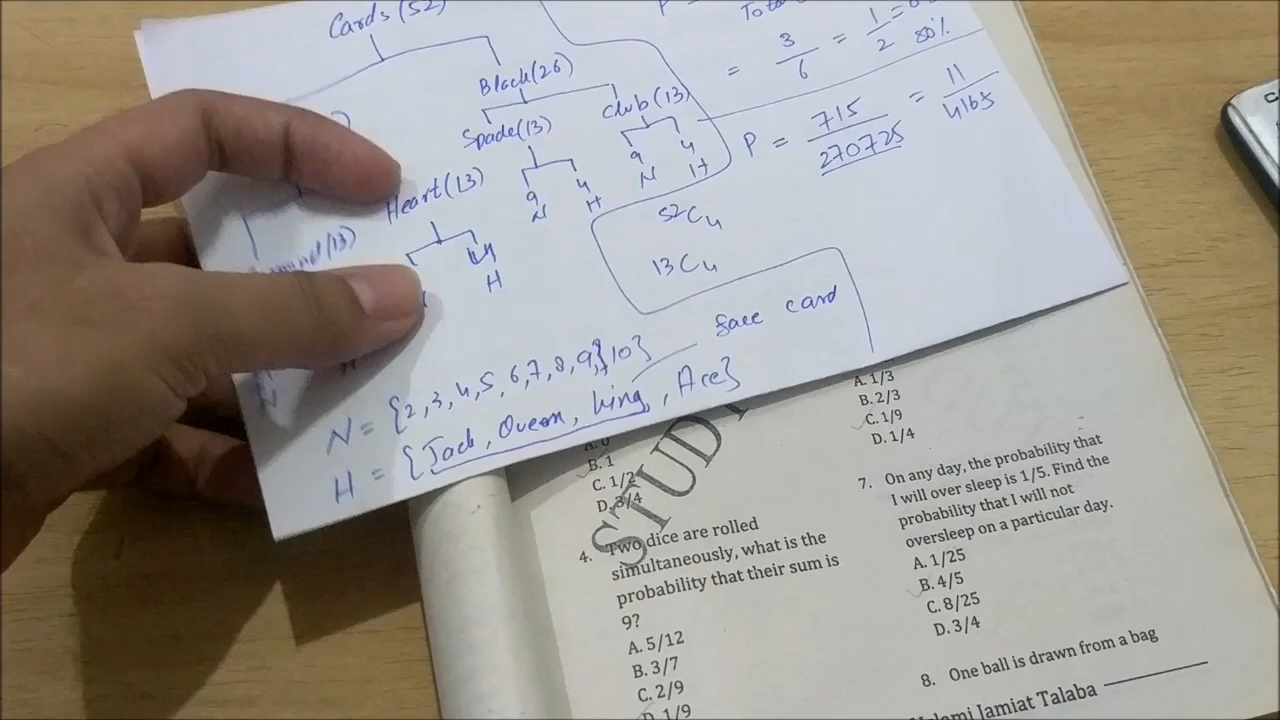 Cards (52)
Black (26)
Spade (13)
Club (13)
9
N
4
H
9
N
4
H
Heart (13)
4
H
N = {2,3,4,5,6,7,8,9,10}
H = {Jack, Queen, King, Ace}
face card
= 3/6 = 1/2
P = 715/270725 = 11/4165
52C4
13C4
B. 1
C. 1/2
D. 3/4
4. Two dice are rolled
simultaneously, what is the
probability that their sum is
9?
A. 5/12
B. 3/7
C. 2/9
D. 1/9
A. 1/3
B. 2/3
C. 1/9
D. 1/4
7. On any day, the probability that
I will over sleep is 1/5. Find the
probability that I will not
oversleep on a particular day.
A. 1/25
B. 4/5
C. 8/25
D. 3/4
8. One ball is drawn from a bag
Jamiat Talaba